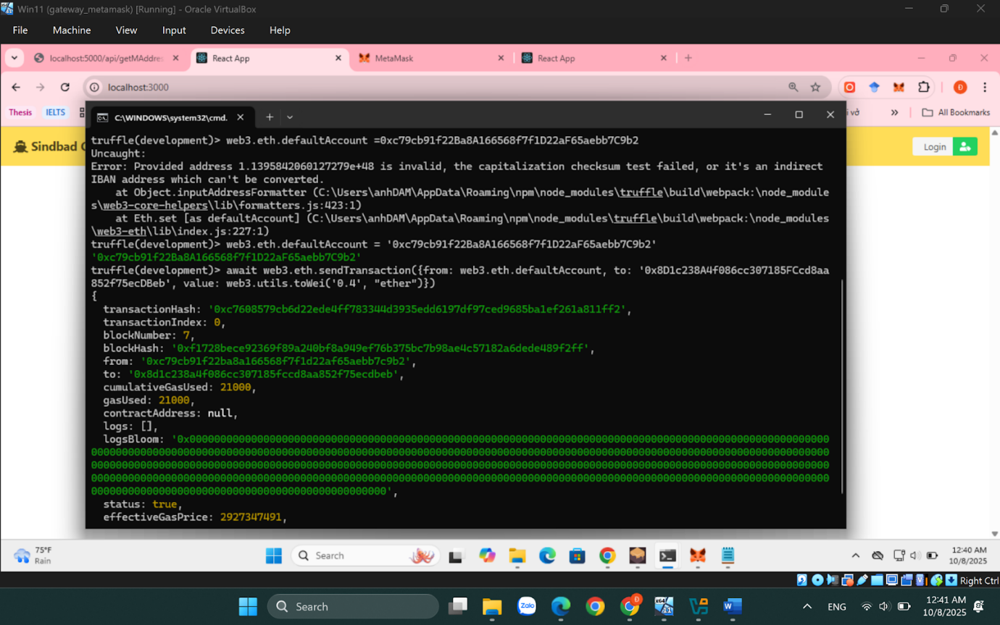 Win11 (gateway_metamask) [Running] - Oracle VirtualBox
File Machine View Input Devices Help
localhost:5000/api/getMAddre
React App
MetaMask
React App
localhost:3000
Đ
Thesis
IELTS
i vở
All Bookmarks
Sindbad
Login
C:\WINDOWS\system32\cmd.
truffle(development)> web3.eth.defaultAccount =0xc79cb91f22Ba8A166568f7f1D22aF65aebb7C9b2
Uncaught:
Error: Provided address 1.1395842060127279e+48 is invalid, the capitalization checksum test failed, or it's an indirect
IBAN address which can't be converted.
at Object.inputAddressFormatter (C:\Users\anhDAM\AppData\Roaming\npm\node_modules\truffle\build\webpack:\node_module
s\web3-core-helpers\lib\formatters.js:423:1)
at Eth.set [as defaultAccount] (C:\Users\anhDAM\AppData\Roaming\npm\node_modules\truffle\build\webpack:\node_modules
\web3-eth\lib\index.js:227:1)
truffle(development)> web3.eth.defaultAccount = '0xc79cb91f22Ba8A166568f7f1D22aF65aebb7C9b2'
'0xc79cb91f22Ba8A166568f7f1D22aF65aebb7C9b2'
truffle(development)> await web3.eth.sendTransaction({from: web3.eth.defaultAccount, to: '0x8D1c238A4f086cc307185FCcd8aa
852f75ecDBeb', value: web3.utils.toWei('0.4', "ether")})
{
transactionHash: '0xc7608579cb6d22ede4ff783344d3935edd6197df97ced9685ba1ef261a811ff2',
transactionIndex: 0,
blockNumber: 7,
blockHash: '0xf1728bece92369f89a240bf8a949ef76b375bc7b98ae4c57182a6dede489f2ff',
from: '0xc79cb91f22ba8a166568f7f1d22af65aebb7c9b2',
to: '0x8d1c238a4f086cc307185fccd8aa852f75ecdbeb',
cumulativeGasUsed: 21000,
gasUsed: 21000,
contractAddress: null,
logs: [],
logsBloom: '0x00000000000000000000000000000000000000000000000000000000000000000000000000000000000000000000000000000000000000000000000000000000
000000000000000000000000000000000000000000000000000000000000000000000000000000000000000000000000000000000000000000000000
000000000000000000000000000000000000000000000000000000000000000000000000000000000000000000000000000000000000000000000000
000000000000000000000000000000000000000000000000000000000000000000000000000000000000000000000000000000000000000000000000
0000000000000000000000000000000000000000000000000',
status: true,
effectiveGasPrice: 2927347491,
75°F
Rain
Search
12:40 AM
10/8/2025
Right Ctrl
Search
Zalo
ENG
12:41 AM
10/8/2025